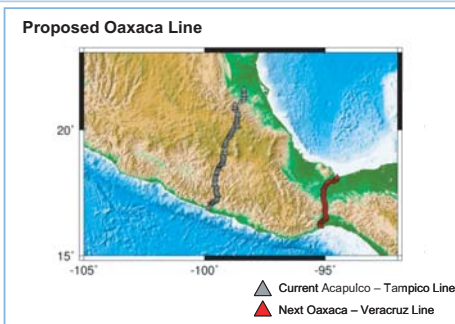 Proposed Oaxaca Line
20˚
15˚
-105˚
-100˚
-95˚
Current Acapulco – Tampico Line
Next Oaxaca – Veracruz Line